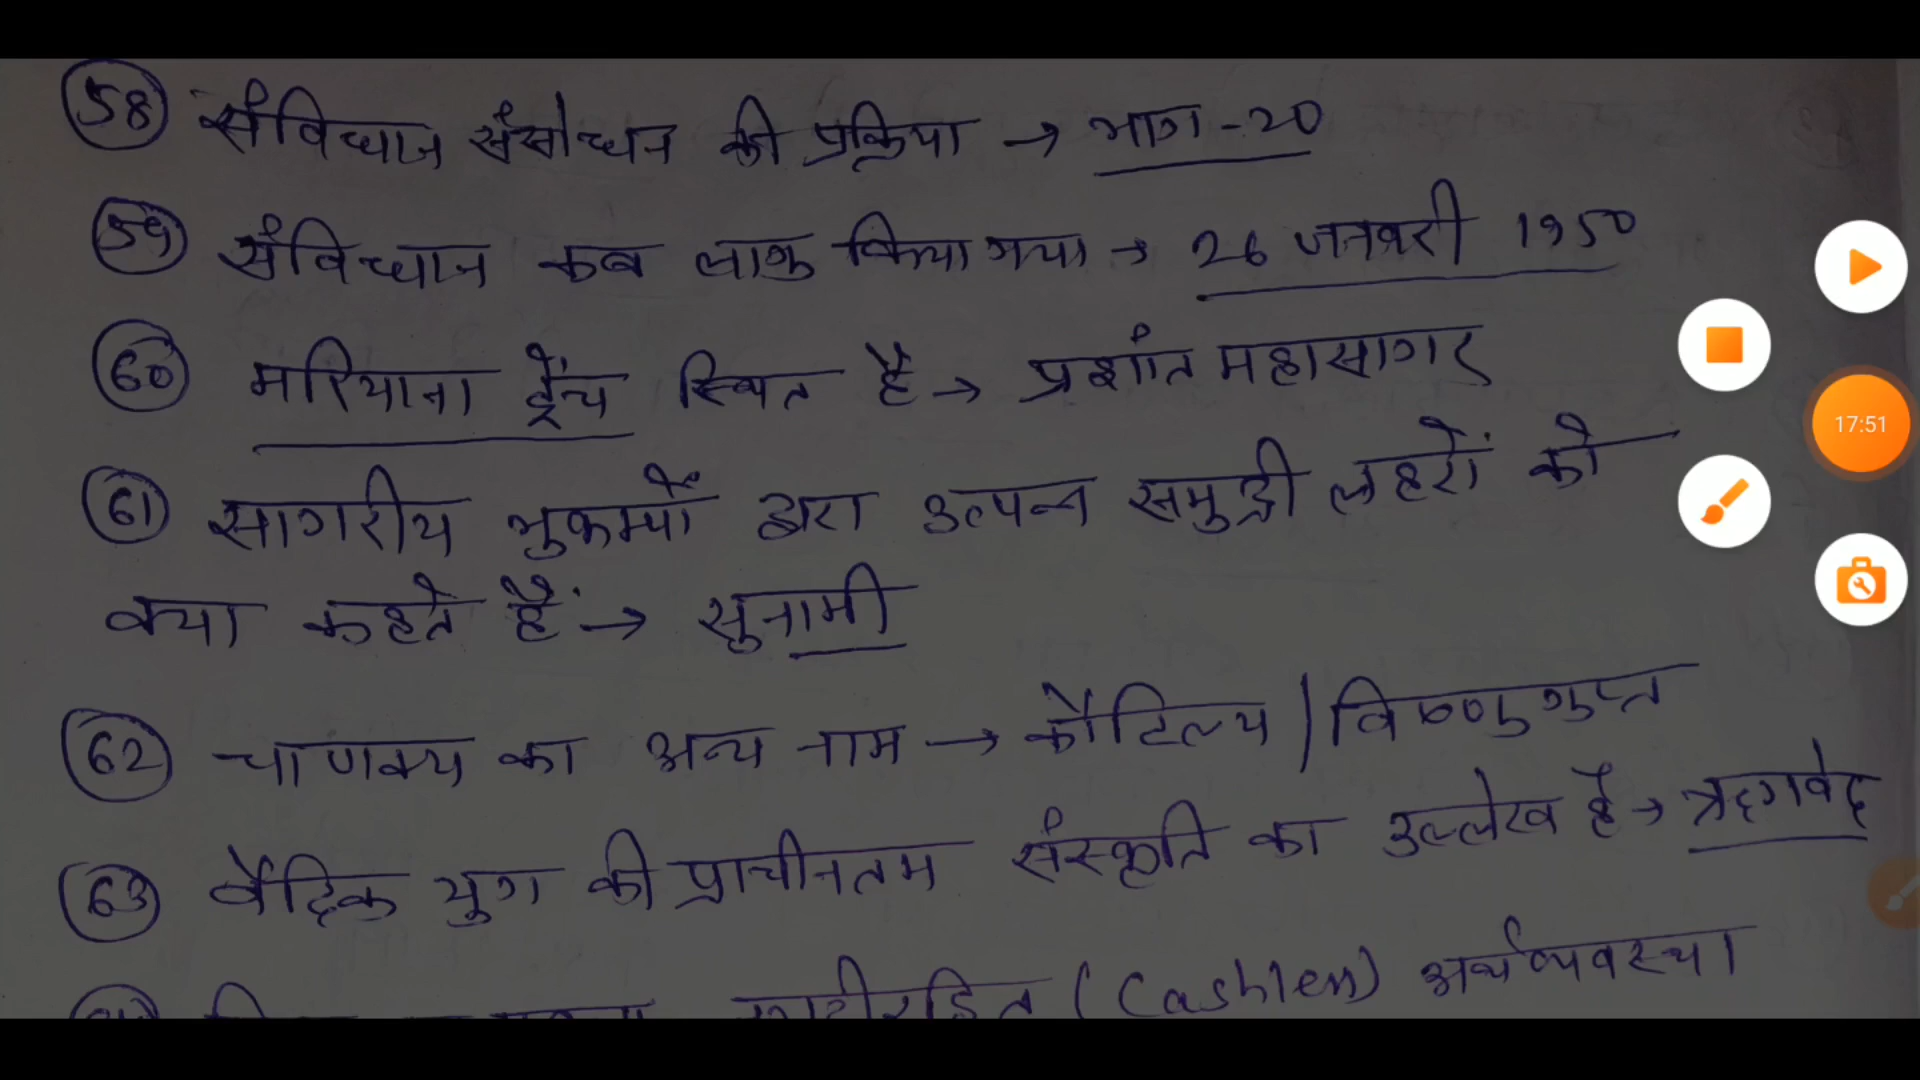 58 संविधान संसोधन की प्रक्रिया → भाग-20
59 संविधान कब लागु किया गया → 26 जनवरी 1950
60 मरियाना ट्रेंच स्थित है → प्रशांत महासागर
61 सागरीय भुकम्पों द्वारा उत्पन्न समुद्री लहरों को
क्या कहते हैं → सुनामी
62 चाणक्य का अन्य नाम → कौटिल्य | विष्णुगुप्त
63 वैदिक युग की प्राचीनतम संस्कृति का उल्लेख है → ऋगवेद
(Cashless) अर्थव्यवस्था
17:51